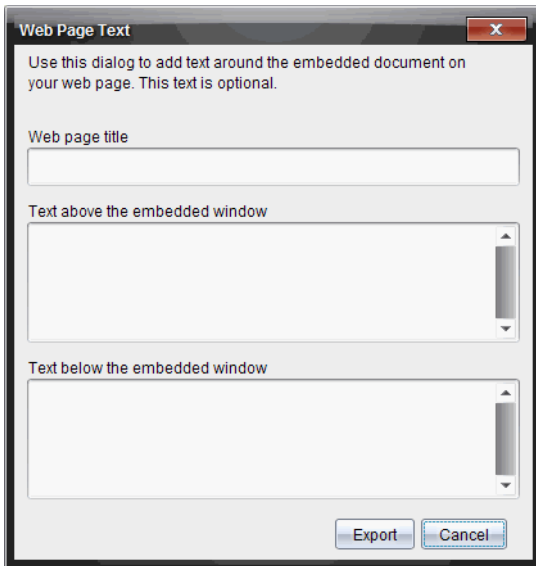 Web Page Text
Use this dialog to add text around the embedded document on
your web page. This text is optional.
Web page title
Text above the embedded window
Text below the embedded window
Export Cancel